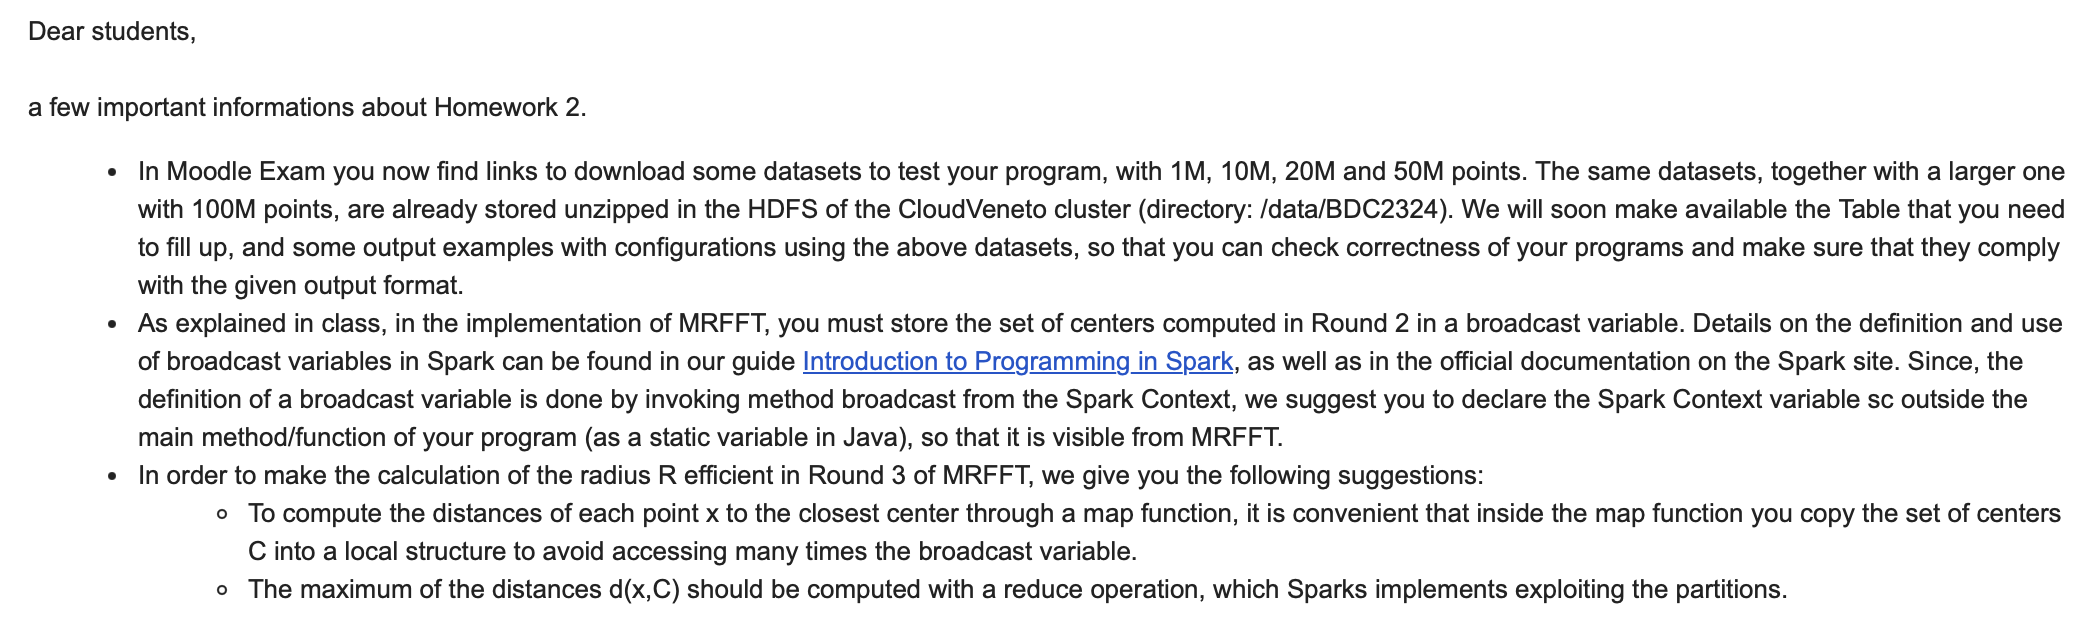 Dear students,
a few important informations about Homework 2.
• In Moodle Exam you now find links to download some datasets to test your program, with 1M, 10M, 20M and 50M points. The same datasets, together with a larger one
with 100M points, are already stored unzipped in the HDFS of the CloudVeneto cluster (directory: /data/BDC2324). We will soon make available the Table that you need
to fill up, and some output examples with configurations using the above datasets, so that you can check correctness of your programs and make sure that they comply
with the given output format.
• As explained in class, in the implementation of MRFFT, you must store the set of centers computed in Round 2 in a broadcast variable. Details on the definition and use
of broadcast variables in Spark can be found in our guide Introduction to Programming in Spark, as well as in the official documentation on the Spark site. Since, the
definition of a broadcast variable is done by invoking method broadcast from the Spark Context, we suggest you to declare the Spark Context variable sc outside the
main method/function of your program (as a static variable in Java), so that it is visible from MRFFT.
• In order to make the calculation of the radius R efficient in Round 3 of MRFFT, we give you the following suggestions:
◦ To compute the distances of each point x to the closest center through a map function, it is convenient that inside the map function you copy the set of centers
C into a local structure to avoid accessing many times the broadcast variable.
◦ The maximum of the distances d(x,C) should be computed with a reduce operation, which Sparks implements exploiting the partitions.